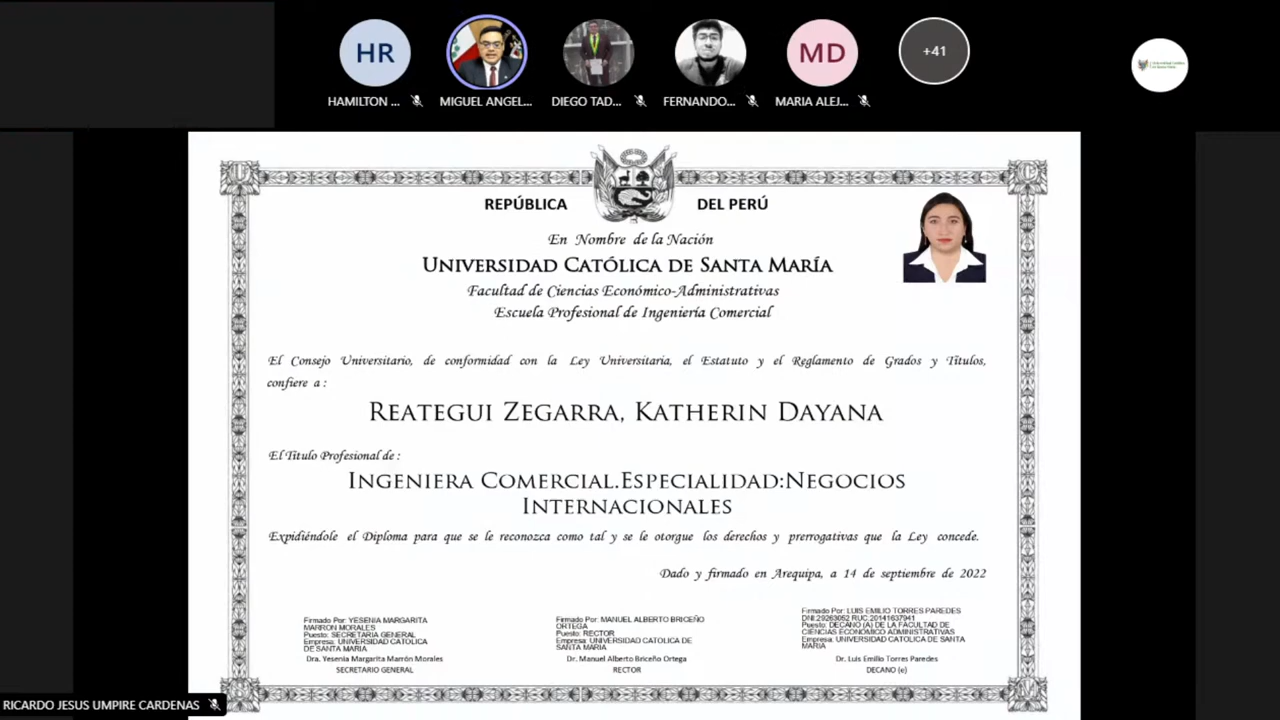 HR
MD
+41
HAMILTON ...
MIGUEL ANGEL...
DIEGO TAD...
FERNANDO...
MARIA ALEJ...
REPÚBLICA DEL PERÚ
En Nombre de la Nación
UNIVERSIDAD CATÓLICA DE SANTA MARÍA
Facultad de Ciencias Económico-Administrativas
Escuela Profesional de Ingeniería Comercial
El Consejo Universitario, de conformidad con la Ley Universitaria, el Estatuto y el Reglamento de Grados y Títulos,
confiere a :
REATEGUI ZEGARRA, KATHERIN DAYANA
El Título Profesional de :
INGENIERA COMERCIAL.ESPECIALIDAD:NEGOCIOS
INTERNACIONALES
Expidiéndole el Diploma para que se le reconozca como tal y se le otorgue los derechos y prerrogativas que la Ley concede.
Dado y firmado en Arequipa, a 14 de septiembre de 2022
Firmado Por: YESENIA MARGARITA
MARRON MORALES
Puesto: SECRETARIA GENERAL
Empresa: UNIVERSIDAD CATOLICA
DE SANTA MARIA
Dra. Yesenia Margarita Marrón Morales
SECRETARIO GENERAL
Firmado Por: MANUEL ALBERTO BRICEÑO
ORTEGA
Puesto: RECTOR
Empresa: UNIVERSIDAD CATOLICA DE
SANTA MARIA
Dr. Manuel Alberto Briceño Ortega
RECTOR
Firmado Por: LUIS EMILIO TORRES PAREDES
DNI:29263052 RUC:20141637941
Puesto: DECANO (A) DE LA FACULTAD DE
CIENCIAS ECONOMICO ADMINISTRATIVAS
Empresa: UNIVERSIDAD CATOLICA DE SANTA
MARIA
Dr. Luis Emilio Torres Paredes
DECANO (e)
RICARDO JESUS UMPIRE CARDENAS